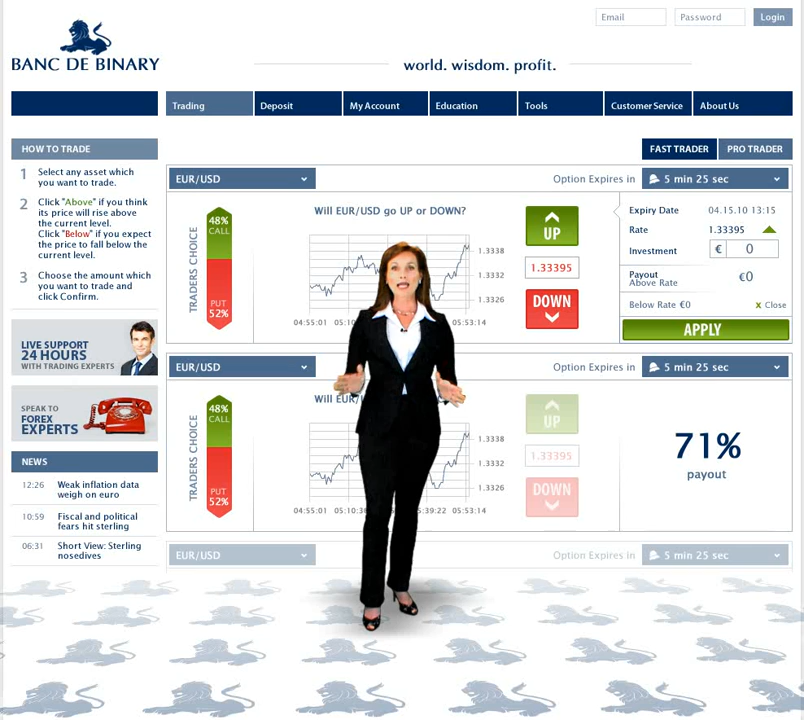 Email
Password
Login
BANC DE BINARY
world. wisdom. profit.
Trading
Deposit
My Account
Education
Tools
Customer Service
About Us
HOW TO TRADE
1 Select any asset which
you want to trade.
2 Click "Above" if you think
its price will rise above
the current level.
Click "Below" if you expect
the price to fall below the
current level.
3 Choose the amount which
you want to trade and
click Confirm.
LIVE SUPPORT
24 HOURS
WITH TRADING EXPERTS
SPEAK TO
FOREX
EXPERTS
NEWS
12:26 Weak inflation data
weigh on euro
10:59 Fiscal and political
fears hit sterling
06:31 Short View: Sterling
nosedives
FAST TRADER
PRO TRADER
EUR/USD
Option Expires in
5 min 25 sec
TRADERS CHOICE
48%
CALL
PUT
52%
Will EUR/USD go UP or DOWN?
1.3338
1.3332
1.3326
04:55:01
05:53:14
UP
1.33395
DOWN
Expiry Date 04.15.10 13:15
Rate 1.33395
Investment € 0
Payout
Above Rate
€0
Below Rate €0
x Close
APPLY
EUR/USD
Option Expires in
5 min 25 sec
TRADERS CHOICE
48%
CALL
PUT
52%
1.3338
1.3332
1.3326
04:55:01
05:53:14
UP
1.33395
DOWN
71%
payout
EUR/USD
Option Expires in
5 min 25 sec